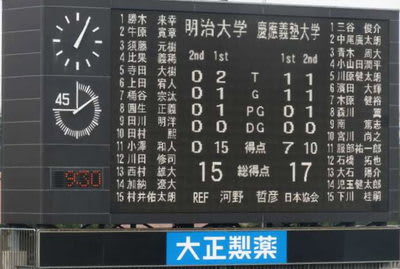 明治大学 慶應義塾大学
2nd 1st 1st 2nd
0 2 T 1 1
0 1 G 1 1
0 1 PG 0 1
0 0 DG 0 0
0 15 得点 7 10
15 総得点 17
REF 河野 哲彦 日本協会
1 勝木 来幸
2 牛原 寛章
3 須藤 元樹
4 比果 義稀
5 寺田 大樹
6 上田 宥人
7 桶谷 宗汰
8 圓生 正義
9 田川 明洋
10 田村 熙
11 小澤 和人
12 川田 修司
13 西村 雄大
14 加納 遼大
15 村井佑太朗
1 三谷 俊介
2 中尾廣太朗
3 青木 周大
4 小山田潤平
5 川原健太朗
6 濱田 大輝
7 木原 健裕
8 森川 翼
9 南 篤志
10 宮川 尚之
11 服部祐一郎
12 石橋 拓也
13 大石 陽介
14 児玉健太郎
15 下川 桂嗣
45
9:30
大正製薬